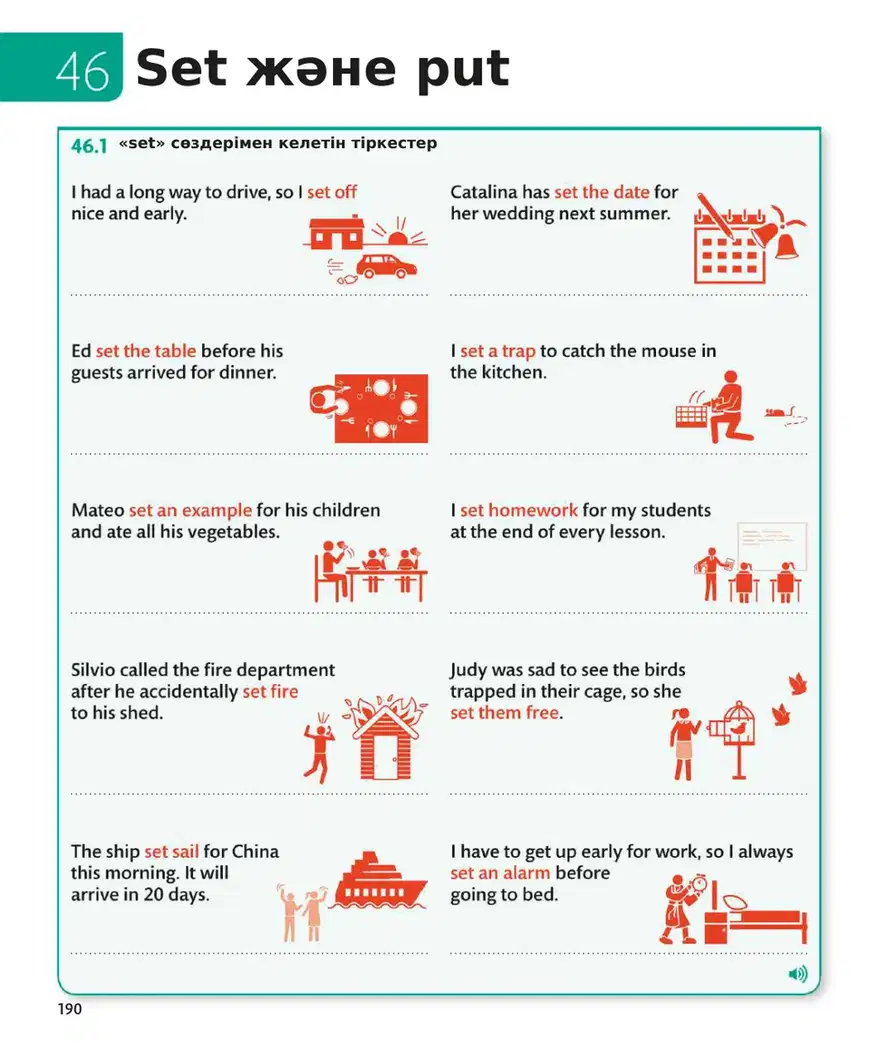 46 Set және put
46.1 «set» сөздерімен келетін тіркестер
I had a long way to drive, so I set off
nice and early.
Catalina has set the date for
her wedding next summer.
Ed set the table before his
guests arrived for dinner.
I set a trap to catch the mouse in
the kitchen.
Mateo set an example for his children
and ate all his vegetables.
I set homework for my students
at the end of every lesson.
Silvio called the fire department
after he accidentally set fire
to his shed.
Judy was sad to see the birds
trapped in their cage, so she
set them free.
The ship set sail for China
this morning. It will
arrive in 20 days.
I have to get up early for work, so I always
set an alarm before
going to bed.
190